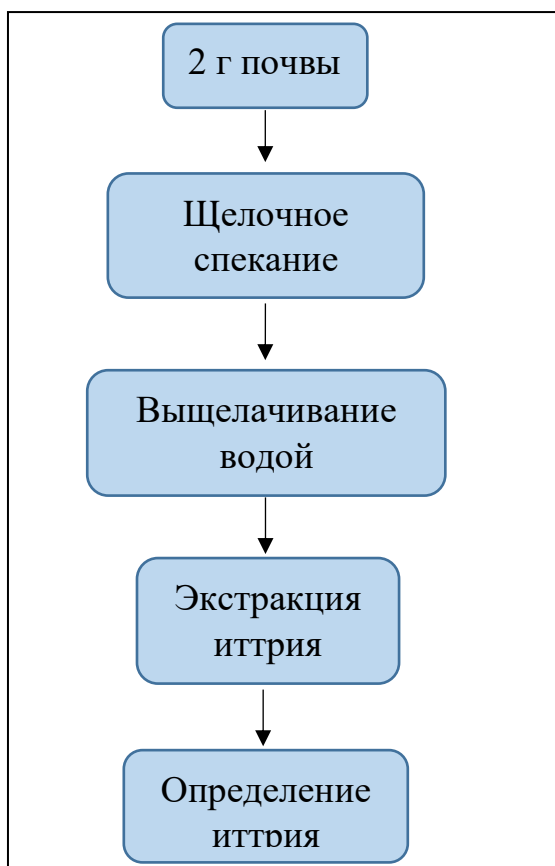 2 г почвы
Щелочное
спекание
Выщелачивание
водой
Экстракция
иттрия
Определение
иттрия